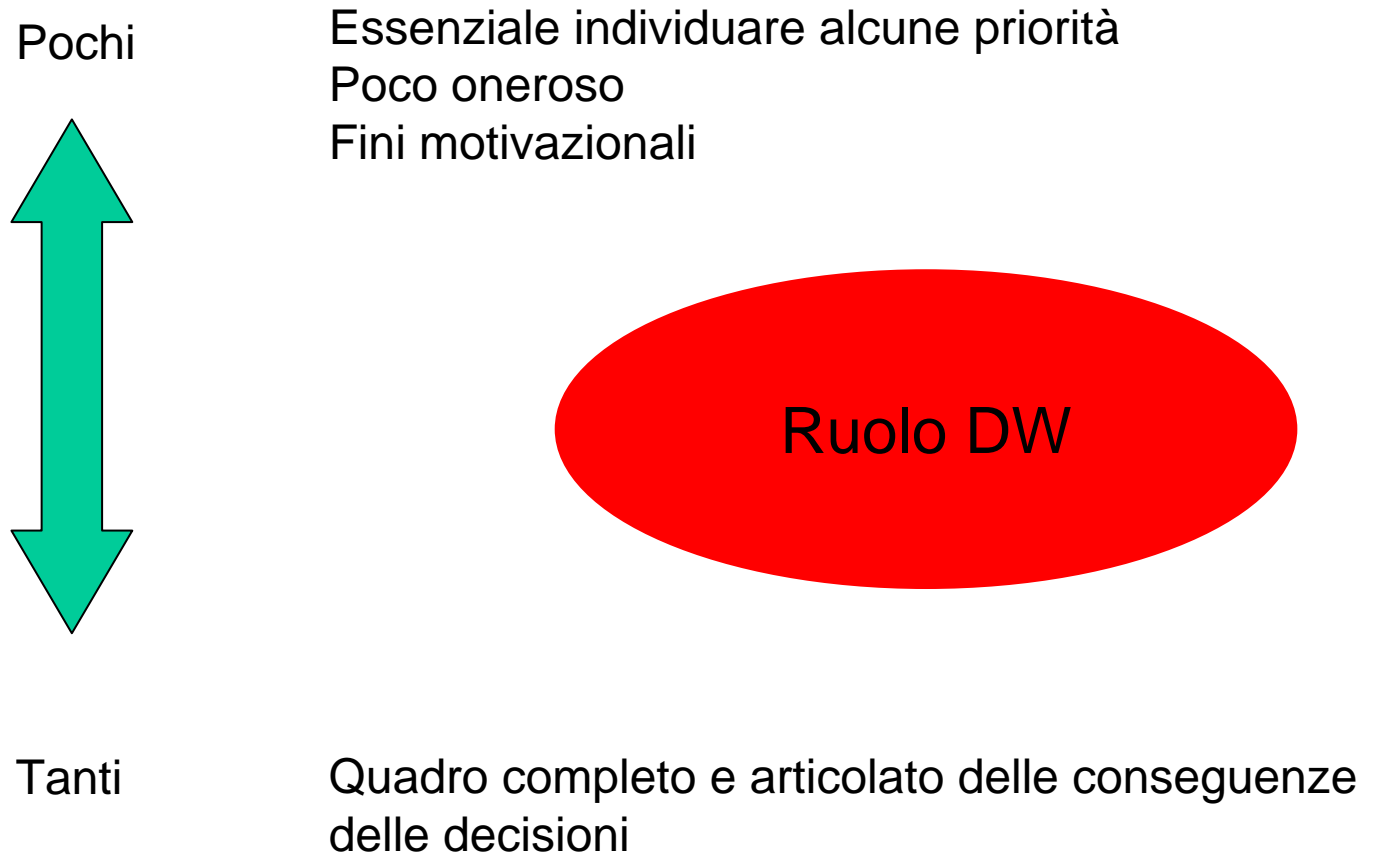 Pochi
Essenziale individuare alcune priorità
Poco oneroso
Fini motivazionali
Ruolo DW
Tanti
Quadro completo e articolato delle conseguenze
delle decisioni